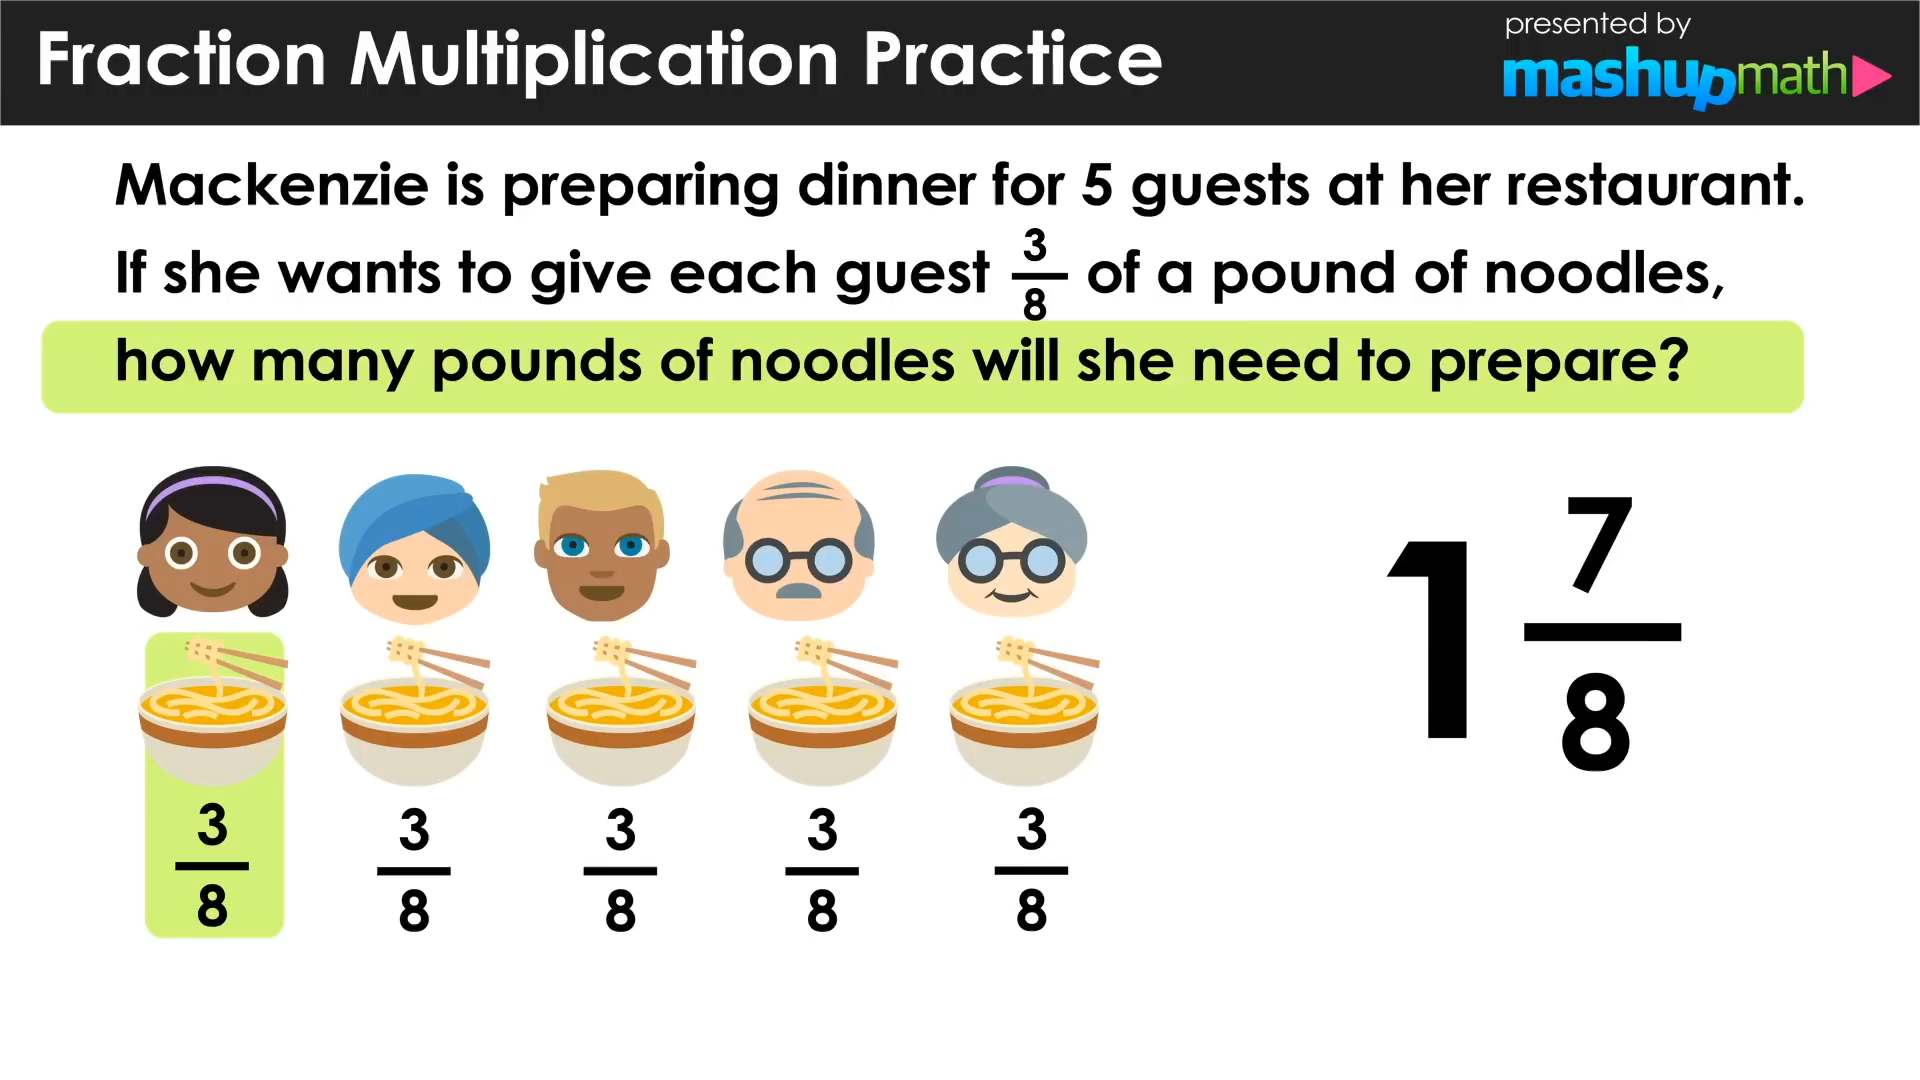 Fraction Multiplication Practice
presented by
mashupmath
Mackenzie is preparing dinner for 5 guests at her restaurant.
If she wants to give each guest 3/8 of a pound of noodles,
how many pounds of noodles will she need to prepare?
3/8 3/8 3/8 3/8 3/8
1 7/8